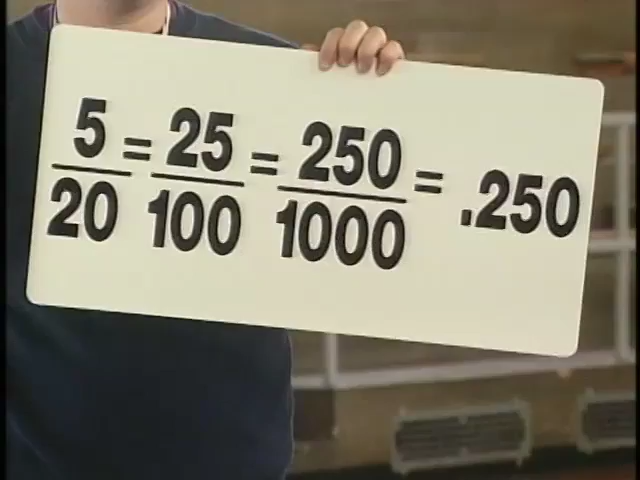 5/20 = 25/100 = 250/1000 = .250